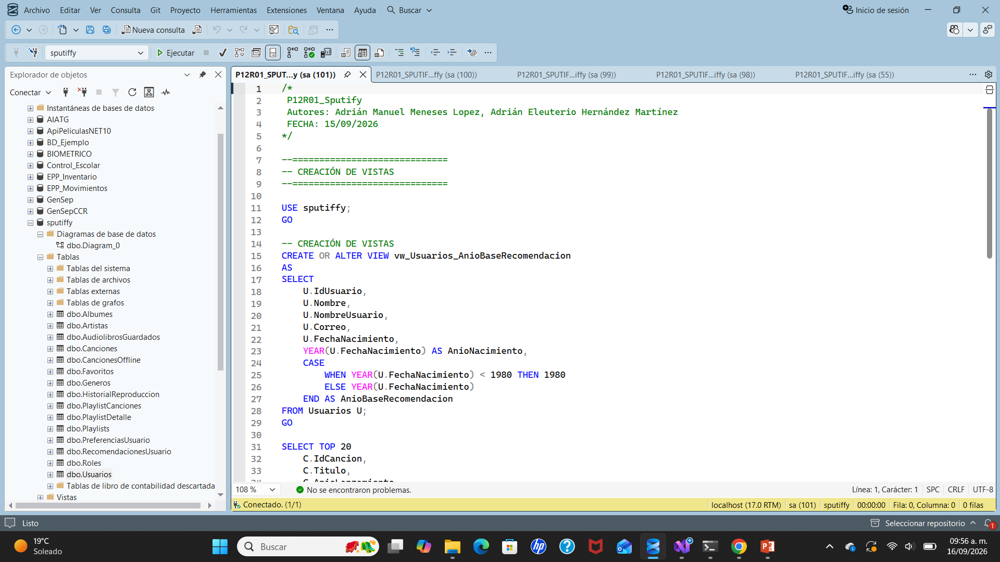 Archivo Editar Ver Consulta Git Proyecto Herramientas Extensiones Ventana Ayuda Buscar Inicio de sesión
Nueva consulta
sputiffy Ejecutar
Explorador de objetos
Conectar
Instantáneas de bases de datos
AIATG
ApiPeliculasNET10
BD_Ejemplo
BIOMETRICO
Control_Escolar
EPP_Inventario
EPP_Movimientos
GenSep
GenSepCCR
sputiffy
Diagramas de base de datos
dbo.Diagram_0
Tablas
Tablas del sistema
Tablas de archivos
Tablas externas
Tablas de grafos
dbo.Albumes
dbo.Artistas
dbo.AudiolibrosGuardados
dbo.Canciones
dbo.CancionesOffline
dbo.Favoritos
dbo.Generos
dbo.HistorialReproduccion
dbo.PlaylistCanciones
dbo.PlaylistDetalle
dbo.Playlists
dbo.PreferenciasUsuario
dbo.RecomendacionesUsuario
dbo.Roles
dbo.Usuarios
Tablas de libro de contabilidad descartada
Vistas
P12R01_SPUT...y (sa (101)) P12R01_SPUTIF...ffy (sa (100)) P12R01_SPUTIF...iffy (sa (99)) P12R01_SPUTIF...iffy (sa (98)) P12R01_SPUTIF...iffy (sa (55))
1 /*
2 P12R01_Sputify
3 Autores: Adrián Manuel Meneses Lopez, Adrián Eleuterio Hernández Martínez
4 FECHA: 15/09/2026
5 */
6
7 --=============================
8 -- CREACIÓN DE VISTAS
9 --=============================
10
11 USE sputiffy;
12 GO
13
14 -- CREACIÓN DE VISTAS
15 CREATE OR ALTER VIEW vw_Usuarios_AnioBaseRecomendacion
16 AS
17 SELECT
18 U.IdUsuario,
19 U.Nombre,
20 U.NombreUsuario,
21 U.Correo,
22 U.FechaNacimiento,
23 YEAR(U.FechaNacimiento) AS AnioNacimiento,
24 CASE
25 WHEN YEAR(U.FechaNacimiento) < 1980 THEN 1980
26 ELSE YEAR(U.FechaNacimiento)
27 END AS AnioBaseRecomendacion
28 FROM Usuarios U;
29 GO
30
31 SELECT TOP 20
32 C.IdCancion,
33 C.Titulo,
34 C.AnioLanzamiento
108 % No se encontraron problemas. Línea: 1, Carácter: 1 SPC CRLF UTF-8
Conectado. (1/1) localhost (17.0 RTM) sa (101) sputiffy 00:00:00 Fila: 0, Columna: 0 0 filas
Listo Seleccionar repositorio 1
19°C
Soleado
Buscar
09:56 a. m.
16/09/2026